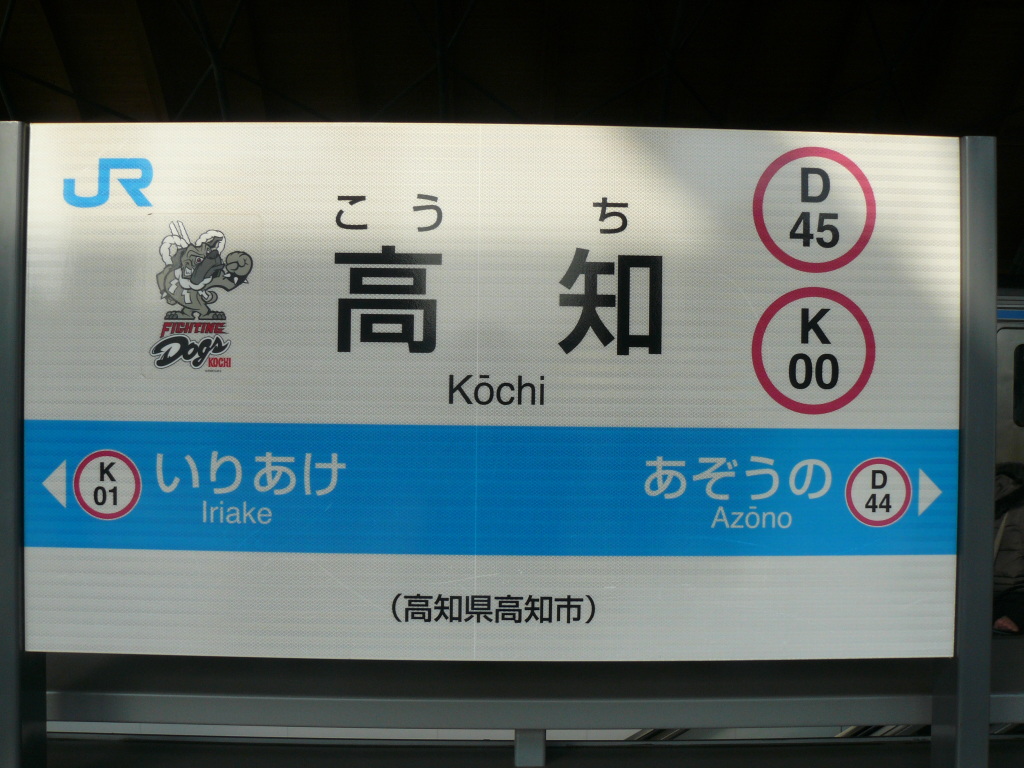 JR
こうち
高知
Kōchi
D
45
K
00
FIGHTING
Dogs
KOCHI
K
01
いりあけ
Iriake
あぞうの
Azōno
D
44
（高知県高知市）